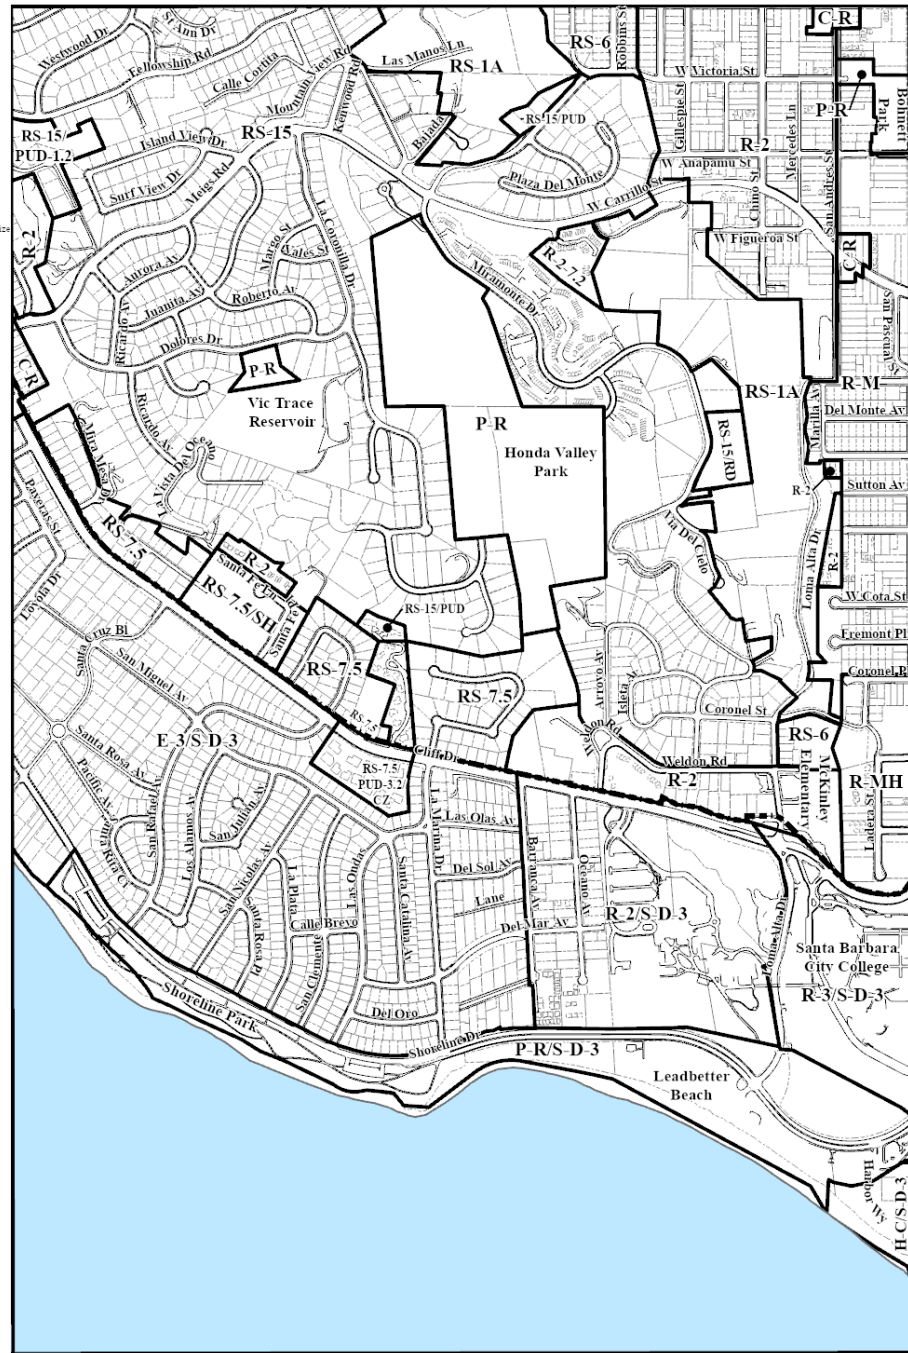 C-R
St Ann Dr
Westwood Dr
Fellowship Rd
Calle Cortita
Mountain View Rd
Kenwood Rd
Las Manos Ln
RS-1A
RS-6
Robbins St
W Victoria St
Gillespie St
Mercedes Ln
P-R
Bohnett
Park
RS-15/
PUD-1.2
Island View Dr
RS-15
Bajada
RS-15/PUD
R-2
W Anapamu St
San Andres St
Surf View Dr
Meigs Rd
Plaza Del Monte
W Carrillo St
Chino St
La Coronilla Dr
R-2
Margo St
Vales St
W Figueroa St
C-R
R-2-7.2
Aurora Av
Juanita Av
Roberto Av
Miramonte Dr
San Pascual St
Ricardo Av
Dolores Dr
C-R
P-R
Vic Trace
Reservoir
RS-1A
R-M
Marilla Av
Del Monte Av
P-R
Ricardo Av
La Vista Del Oceano
Mira Mesa Dr
Honda Valley
Park
RS-15/RD
R-2
Sutton Av
Payeras St
RS-7.5
Via Del Cielo
Loma Alta Dr
R-2
R-2
Santa Fe Pl
RS-7.5/SH
Santa Fe
RS-15/PUD
W Cota St
Loyola Dr
Fremont Pl
Santa Cruz Bl
San Miguel Av
RS-7.5
RS-7.5
RS-7.5
Arroyo Av
Isleta Av
Coronel Pl
Coronel St
E-3/S-D-3
Santa Rosa Av
Cliff Dr
Weldon Rd
Weldon Rd
RS-6
McKinley
Elementary
RS-7.5/
PUD-3.2
CZ
R-2
R-MH
Ladera St
Pacific Av
Santa Rita Cr
San Rafael Av
Los Alamos Av
San Julian Av
La Marina Dr
Las Olas Av
Las Ondas
Santa Catalina Av
Del Sol Av
Barranca Av
Oceano Av
San Nicolas Av
La Plata
Lane
R-2/S-D-3
Calle Brevo
Del Mar Av
Santa Rosa Pl
San Clemente
Loma Alta Dr
Santa Barbara
City College
R-3/S-D-3
Shoreline Park
Del Oro
Shoreline Dr
P-R/S-D-3
Leadbetter
Beach
Harbor Wy
H-C/S-D-3